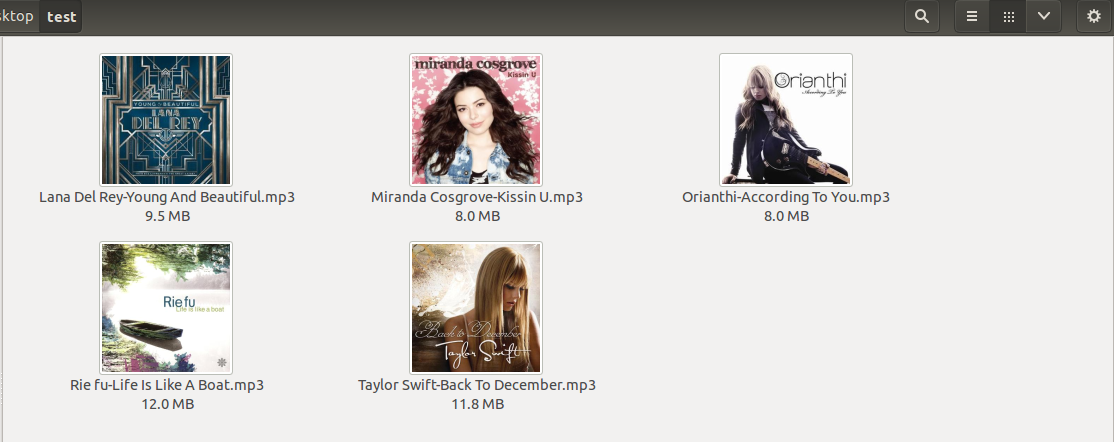 sktop test
YOUNG & BEAUTIFUL
LANA
DEL REY
Lana Del Rey-Young And Beautiful.mp3
9.5 MB
miranda cosgrove
Kissin U
Miranda Cosgrove-Kissin U.mp3
8.0 MB
Orianthi
According To You
Orianthi-According To You.mp3
8.0 MB
Rie fu
Life is like a boat
Rie fu-Life Is Like A Boat.mp3
12.0 MB
Back to December
Taylor Swift
Taylor Swift-Back To December.mp3
11.8 MB